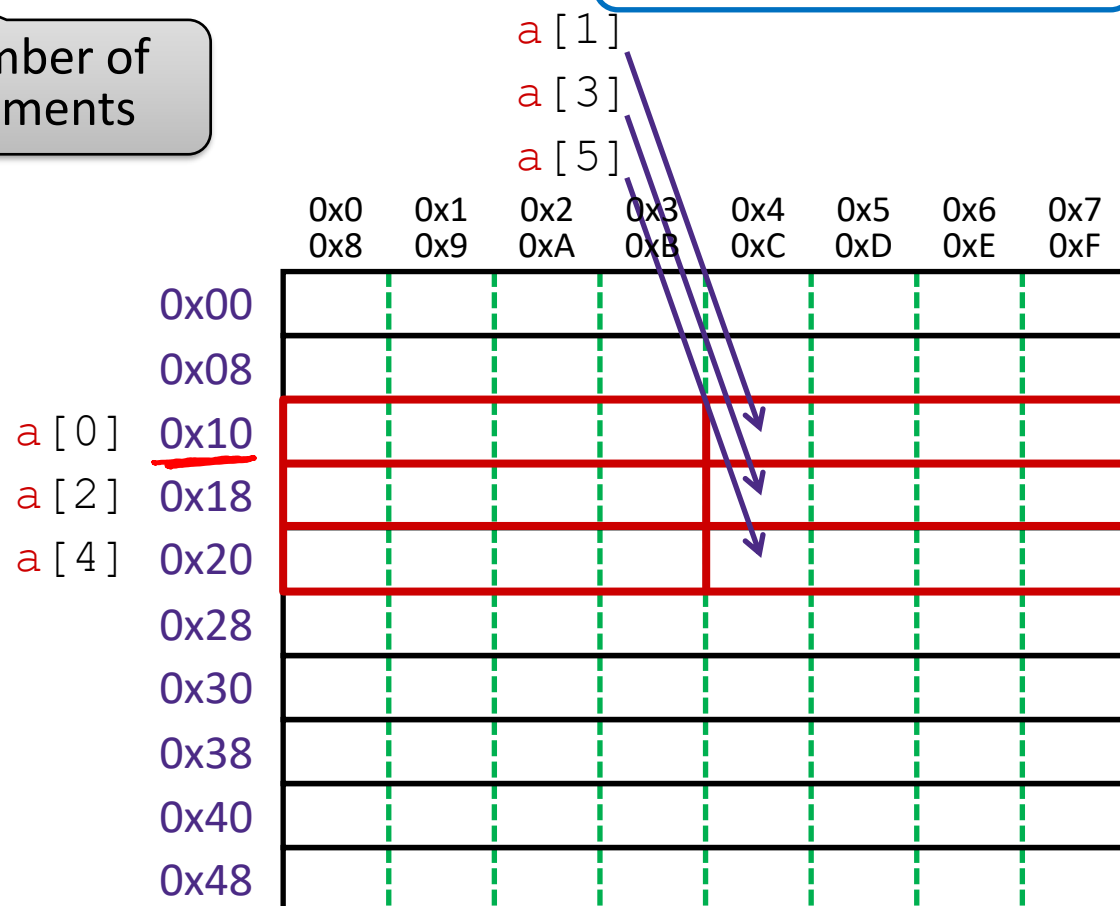 a[1]
mber of
ments
a[3]
a[5]
0x0 0x1 0x2 0x3 0x4 0x5 0x6 0x7
0x8 0x9 0xA 0xB 0xC 0xD 0xE 0xF
0x00
0x08
a[0] 0x10
a[2] 0x18
a[4] 0x20
0x28
0x30
0x38
0x40
0x48